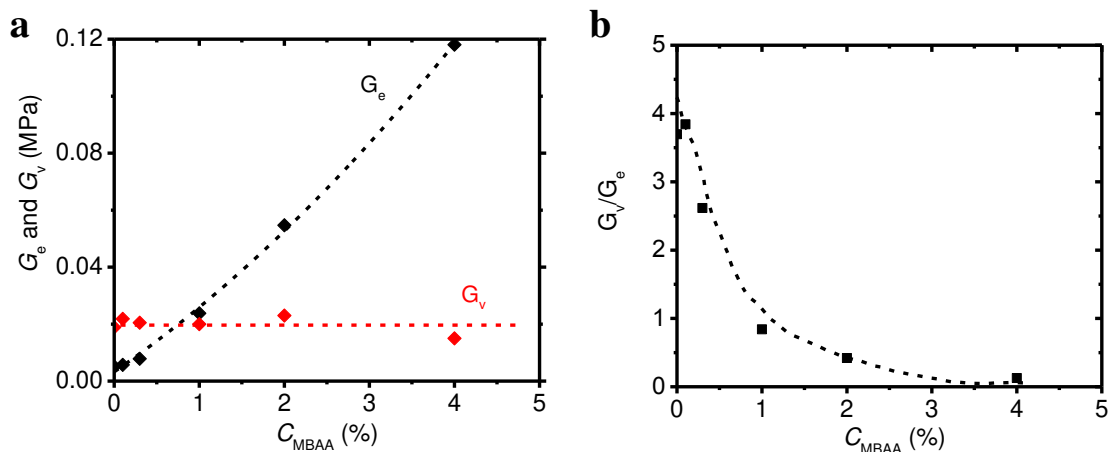 a
G_e and G_v (MPa)
0.12
0.08
0.04
0.00
G_e
G_v
0 1 2 3 4 5
C_MBAA (%)
b
G_v/G_e
5
4
3
2
1
0
0 1 2 3 4 5
C_MBAA (%)